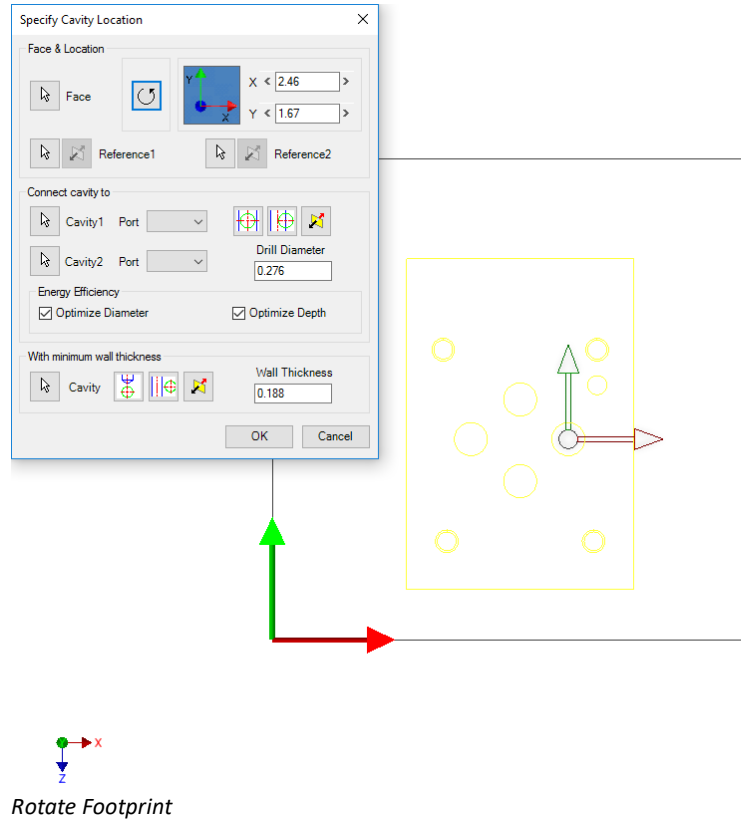 Specify Cavity Location
Face & Location
Face
Y
X
X < 2.46 >
Y < 1.67 >
Reference1 Reference2
Connect cavity to
Cavity1 Port
Cavity2 Port
Drill Diameter
0.276
Energy Efficiency
Optimize Diameter Optimize Depth
With minimum wall thickness
Cavity
Wall Thickness
0.188
OK Cancel
X
Z
Rotate Footprint